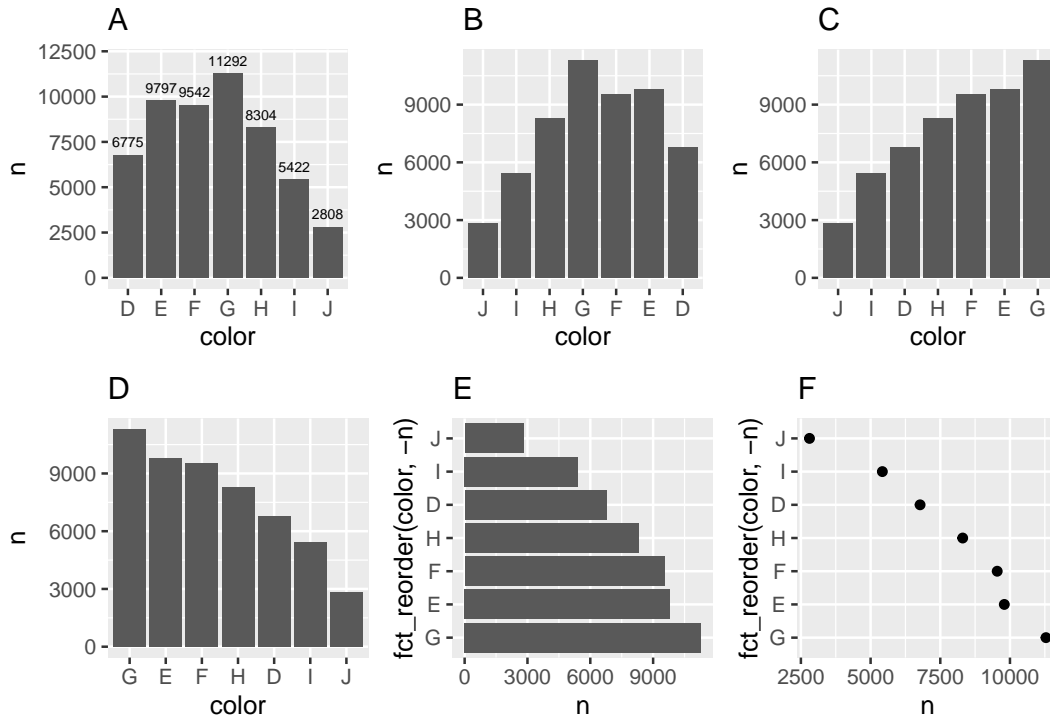 A
12500
10000
7500
5000
2500
0
n
6775
9797
9542
11292
8304
5422
2808
D E F G H I J
color
B
9000
6000
3000
0
n
J I H G F E D
color
C
9000
6000
3000
0
n
J I D H F E G
color
D
9000
6000
3000
0
n
G E F H D I J
color
E
fct_reorder(color, −n)
J
I
D
H
F
E
G
0 3000 6000 9000
n
F
fct_reorder(color, −n)
J
I
D
H
F
E
G
2500 5000 7500 10000
n